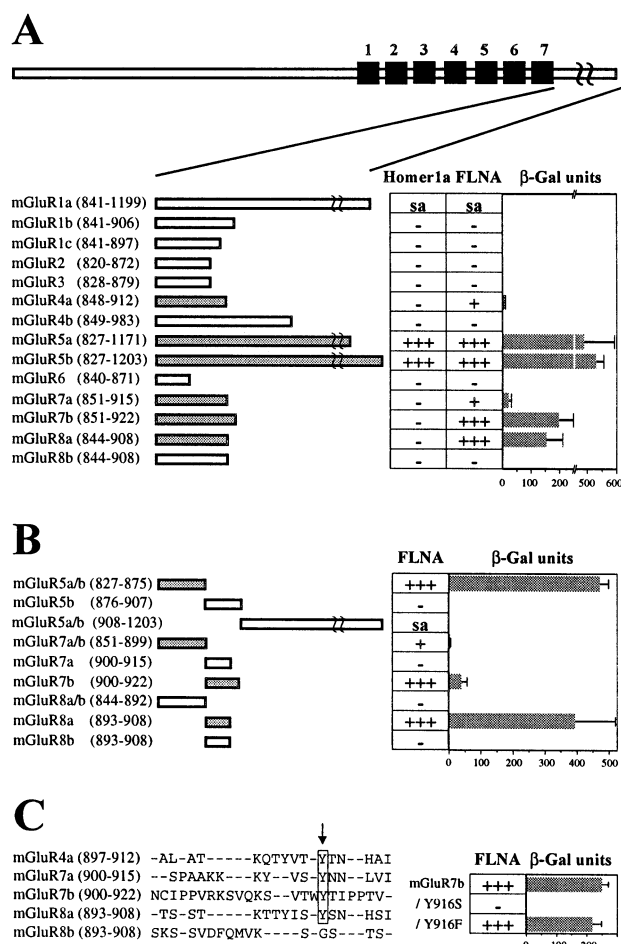 A
1 2 3 4 5 6 7
Homer1a FLNA β-Gal units
mGluR1a (841-1199) sa sa
mGluR1b (841-906) - -
mGluR1c (841-897) - -
mGluR2 (820-872) - -
mGluR3 (828-879) - -
mGluR4a (848-912) - +
mGluR4b (849-983) - -
mGluR5a (827-1171) +++ +++
mGluR5b (827-1203) +++ +++
mGluR6 (840-871) - -
mGluR7a (851-915) - +
mGluR7b (851-922) - +++
mGluR8a (844-908) - +++
mGluR8b (844-908) - -
0 100 200 500 600
B
FLNA β-Gal units
mGluR5a/b (827-875) +++
mGluR5b (876-907) -
mGluR5a/b (908-1203) sa
mGluR7a/b (851-899) +
mGluR7a (900-915) -
mGluR7b (900-922) +++
mGluR8a/b (844-892) -
mGluR8a (893-908) +++
mGluR8b (893-908) -
0 100 200 300 400 500
C
mGluR4a (897-912) -AL-AT-----KQTYVT-YTN--HAI
mGluR7a (900-915) --SPAAKK---KY--VS-YNN--LVI
mGluR7b (900-922) NCIPPVRKSVQKS--VTWYTIPPTV-
mGluR8a (893-908) -TS-ST-----KTTYIS-YSN--HSI
mGluR8b (893-908) SKS-SVDFQMVK----S-GSTS----
FLNA β-Gal units
mGluR7b +++
/ Y916S -
/ Y916F +++